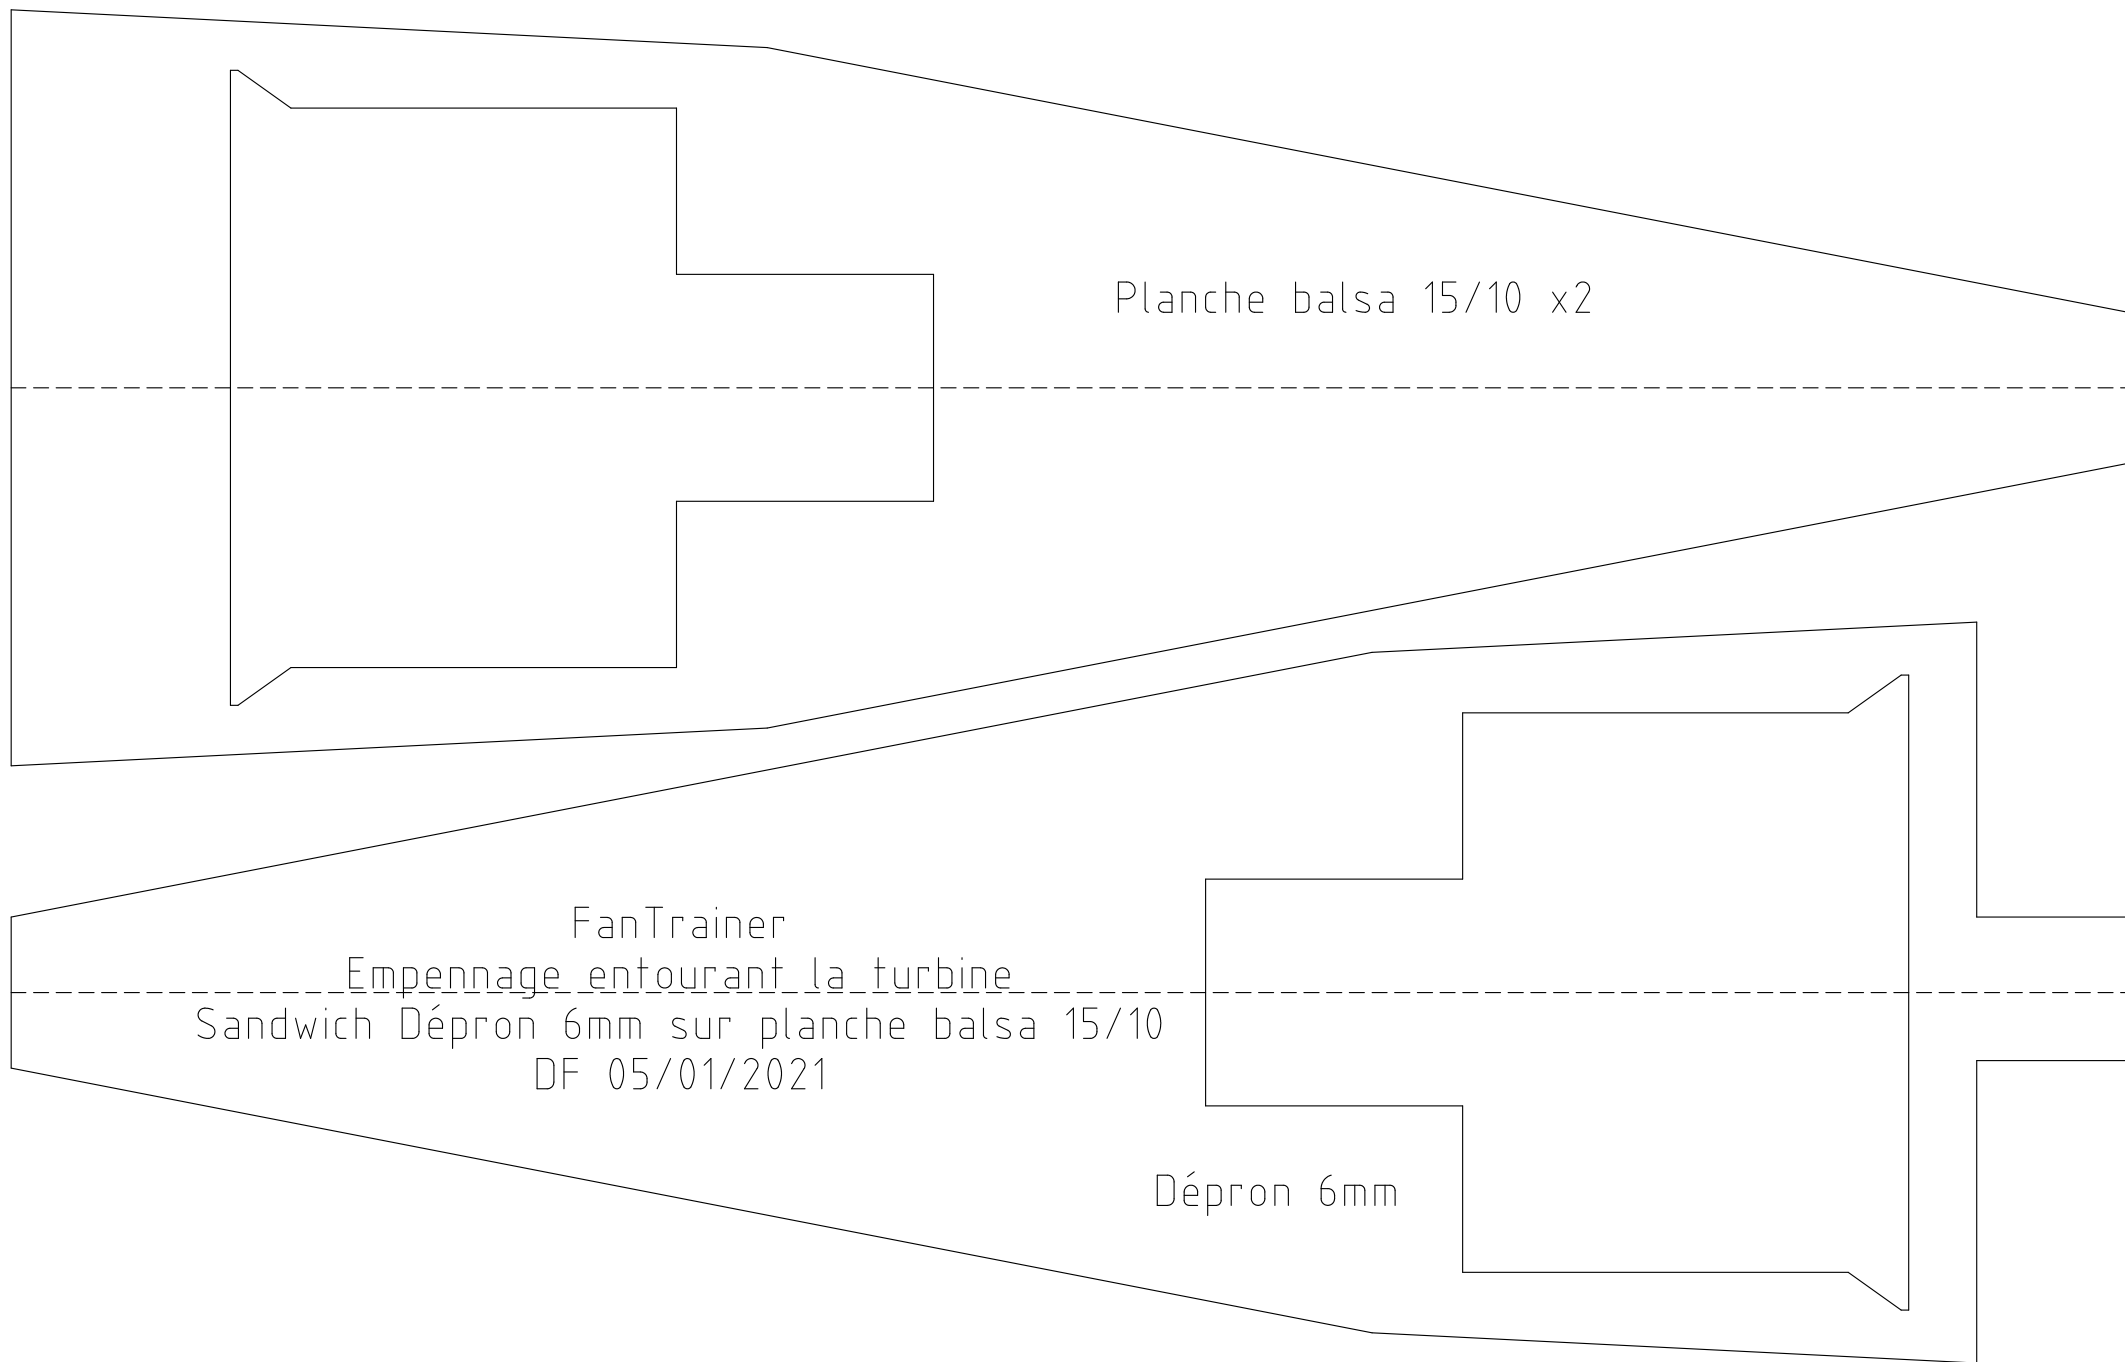 Planche balsa 15/10 x2
FanTrainer
Empennage entourant la turbine
Sandwich Dépron 6mm sur planche balsa 15/10
DF 05/01/2021
Dépron 6mm